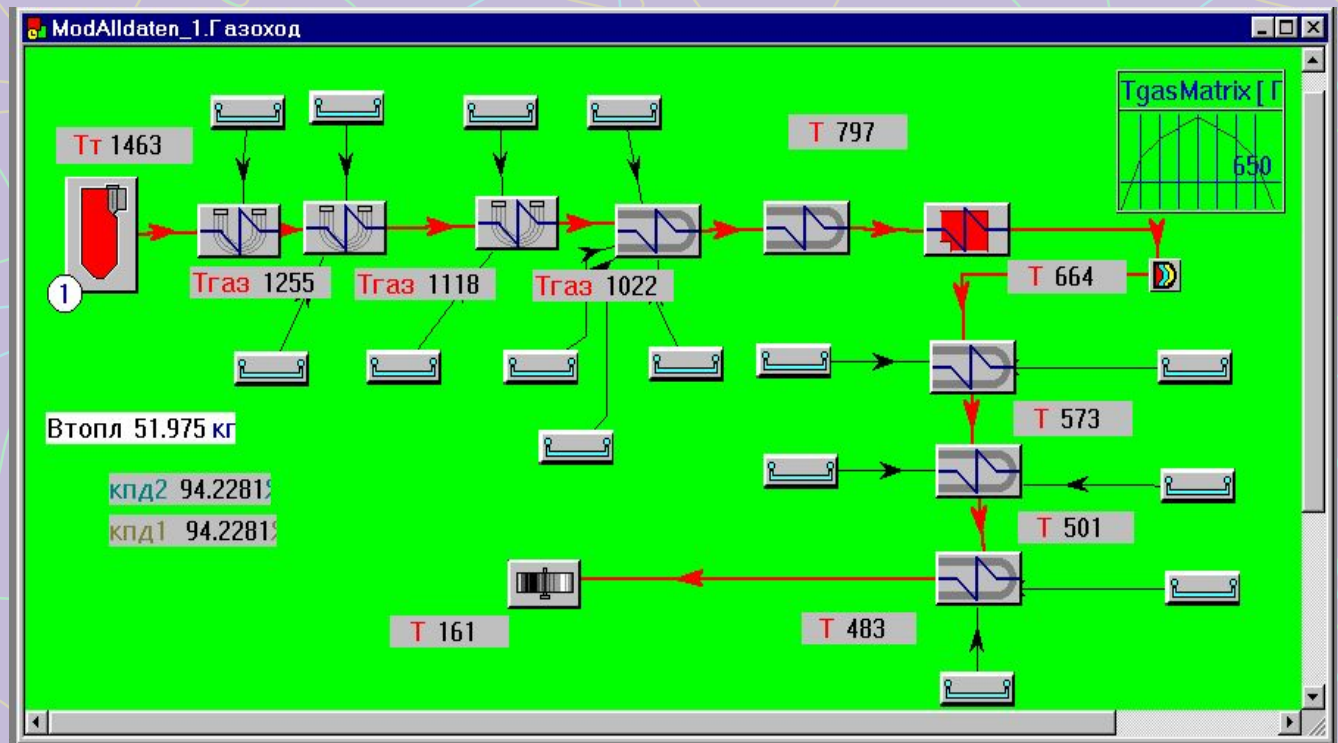 ModAlldaten_1.Газоход
TgasMatrix [ Г
650
Тт 1463
Т 797
Тгаз 1255
Тгаз 1118
Тгаз 1022
Т 664
1
Т 573
Втопл 51.975 кг
кпд2 94.2281%
кпд1 94.2281%
Т 501
Т 161
Т 483